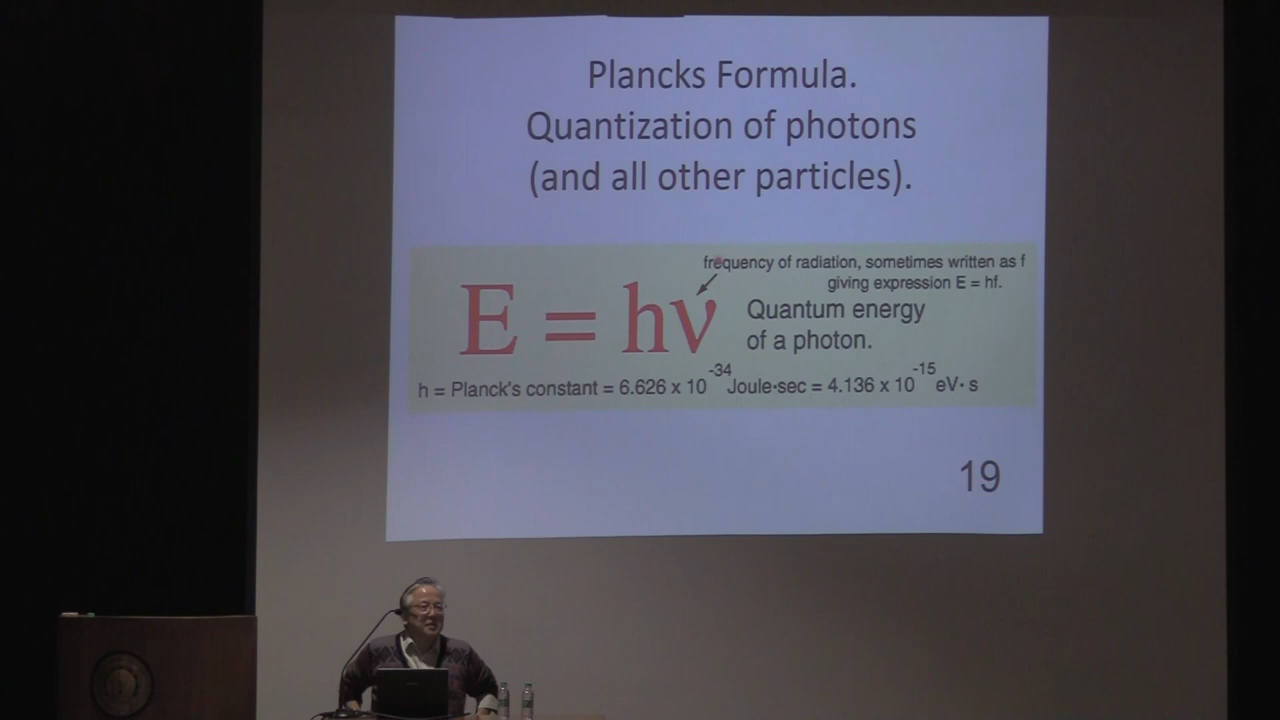 Plancks Formula.
Quantization of photons
(and all other particles).
frequency of radiation, sometimes written as f
giving expression E = hf.
E = hν
Quantum energy
of a photon.
h = Planck's constant = 6.626 x 10^-34 Joule·sec = 4.136 x 10^-15 eV· s
19